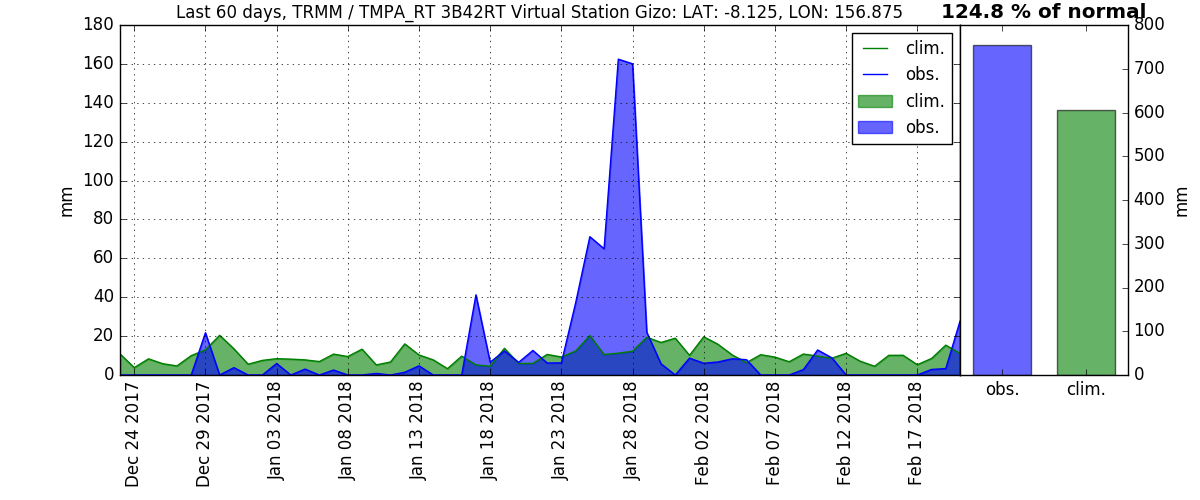 Last 60 days, TRMM / TMPA_RT 3B42RT Virtual Station Gizo: LAT: -8.125, LON: 156.875
124.8 % of normal
180
160
140
120
100
80
60
40
20
0
mm
clim.
obs.
clim.
obs.
Dec 24 2017
Dec 29 2017
Jan 03 2018
Jan 08 2018
Jan 13 2018
Jan 18 2018
Jan 23 2018
Jan 28 2018
Feb 02 2018
Feb 07 2018
Feb 12 2018
Feb 17 2018
800
700
600
500
400
300
200
100
0
mm
obs.
clim.